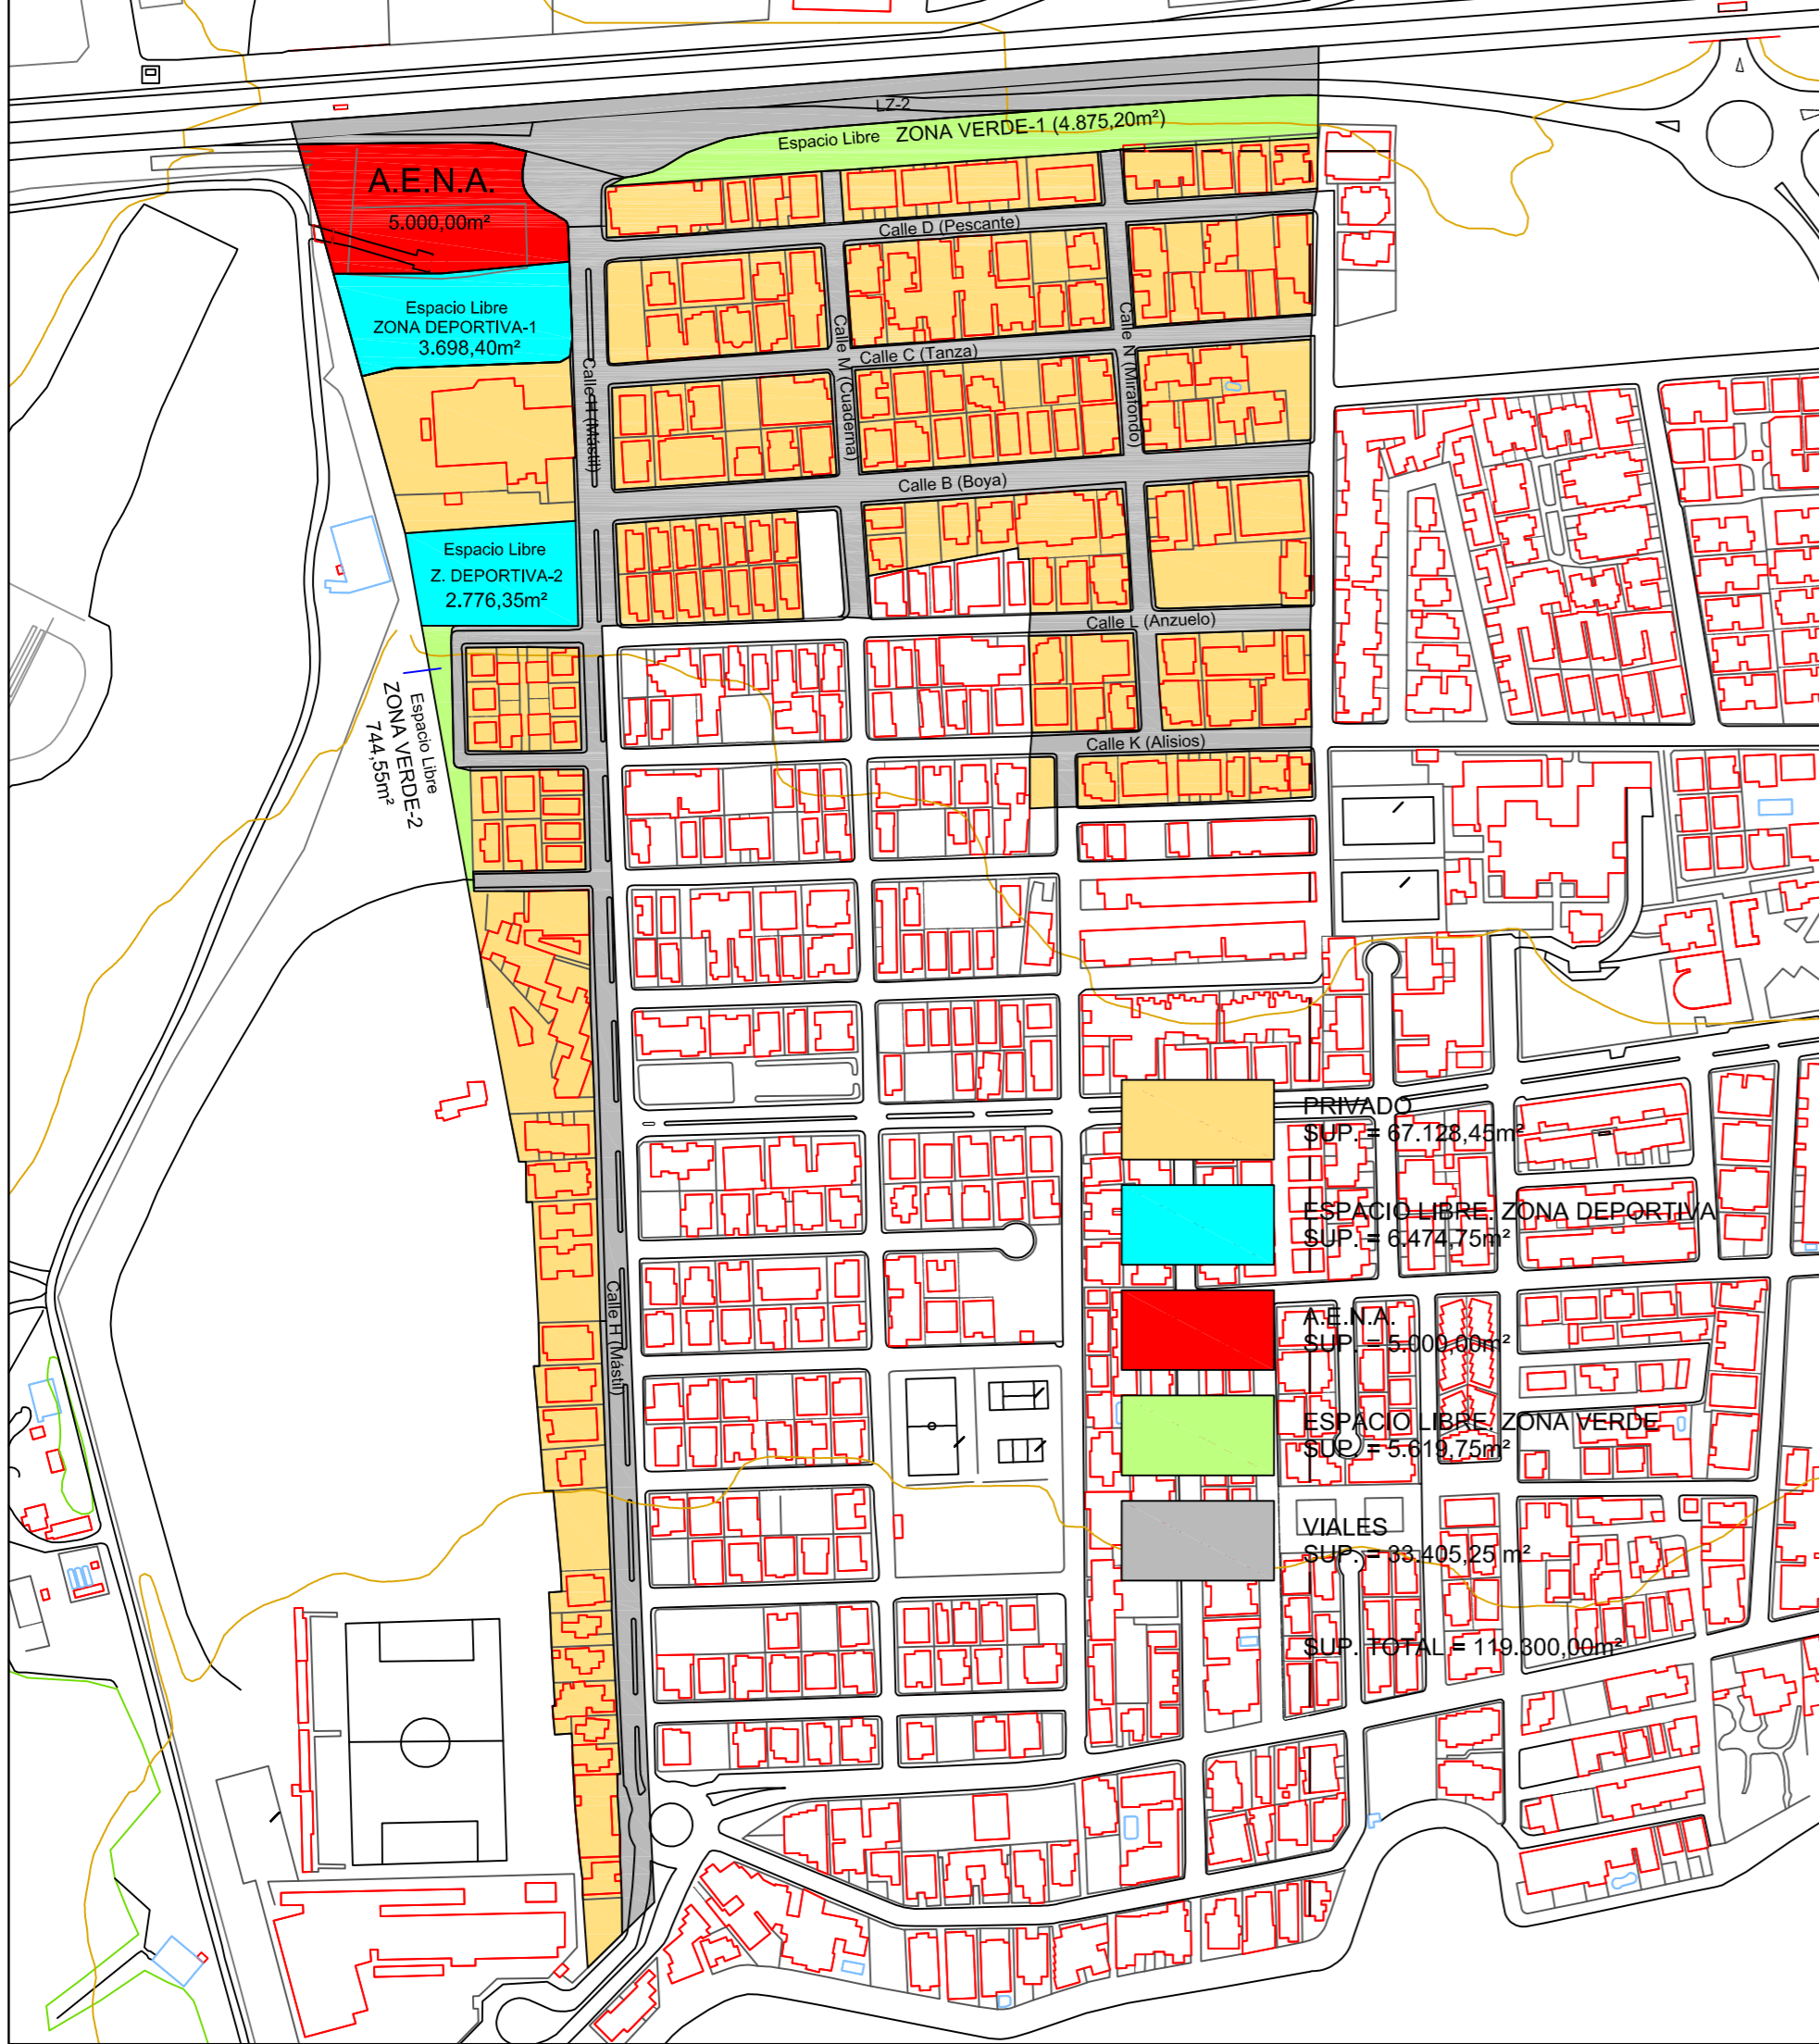 LZ-2
Espacio Libre ZONA VERDE-1 (4.875,20m²)
A.E.N.A.
5.000,00m²
Calle D (Pescante)
Espacio Libre
ZONA DEPORTIVA-1
3.698,40m²
Calle M (Cuaderna)
Calle N (Mirafondo)
Calle C (Tanza)
Calle H (Mástil)
Calle B (Boya)
Espacio Libre
Z. DEPORTIVA-2
2.776,35m²
Calle L (Anzuelo)
Espacio Libre
ZONA VERDE-2
744,55m²
Calle K (Alisios)
PRIVADO
SUP. = 67.128,45m²
ESPACIO LIBRE. ZONA DEPORTIVA
SUP. = 6.474,75m²
Calle H (Mástil)
A.E.N.A.
SUP. = 5.000,00m²
ESPACIO LIBRE. ZONA VERDE
SUP. = 5.619,75m²
VIALES
SUP. = 33.405,25 m²
SUP. TOTAL = 119.300,00m²